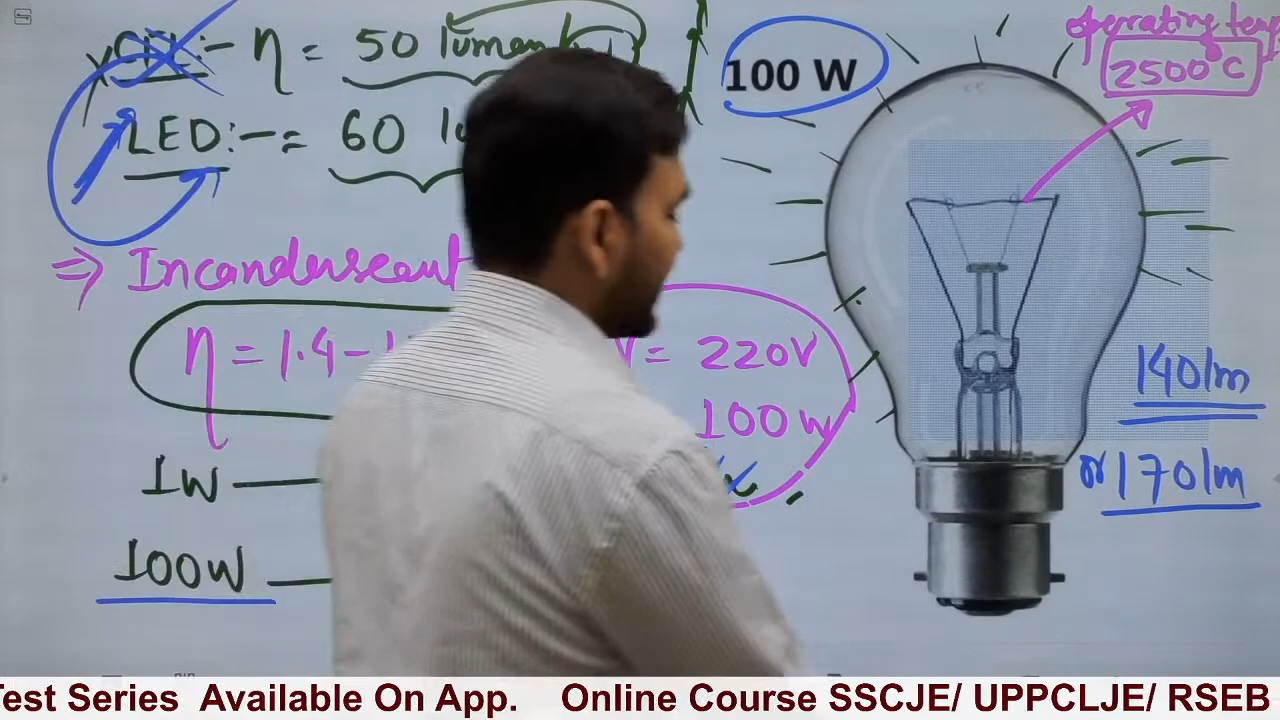 CFL:- η = 50 lumen
LED:- = 60
⇒ Incanderscent
η = 1.4 -
1W
100W
V = 220V
100 W
100 W
operating temp
2500°C
140lm
or 170lm
Test Series Available On App. Online Course SSCJE/ UPPCLJE/ RSEB